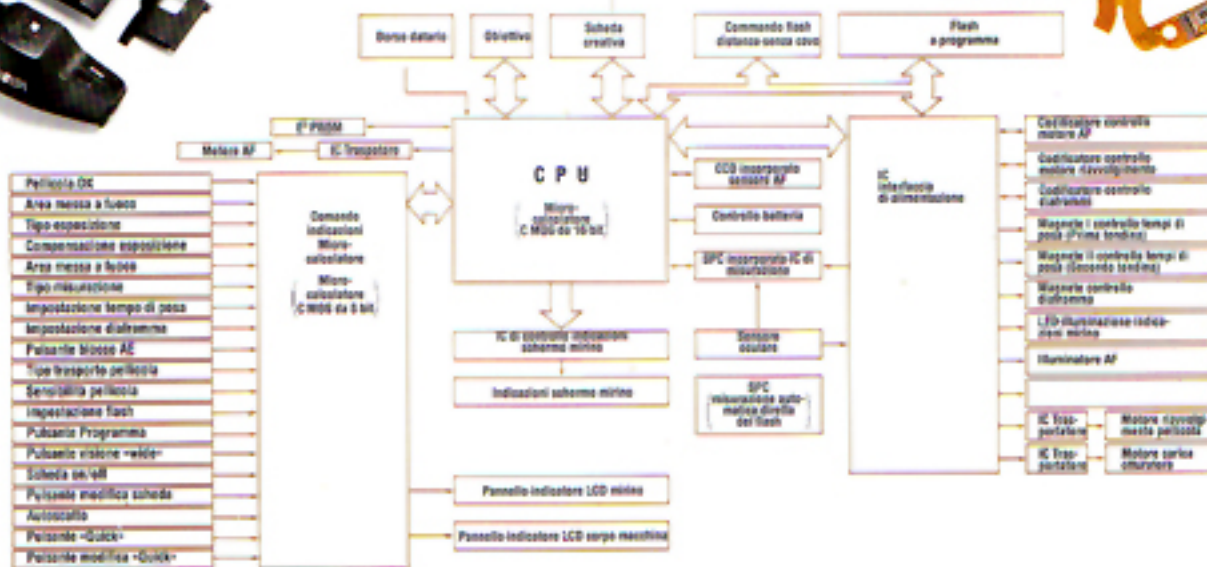 Dorso datario
Obiettivo
Scheda
creativa
Commando flash
distanza senza cavo
Flash
a programma
E² PROM
Motore AF
IC Traspotore
CPU
Micro-
calcolatore
C MOS da 16 bit
CCD incorporato
sensore AF
Controllo batteria
SPC incorporato-IC di
misurazione
Sensore
oculare
SPC
misurazione auto-
matica diretta
del flash
IC di controllo indicazioni
schermo mirino
Indicazioni schermo mirino
Pannello-indicatore LCD mirino
Pannello-indicatore LCD corpo macchina
Pellicola OK
Area messa a fuoco
Tipo esposizione
Compensazione esposizione
Area messa a fuoco
Tipo misurazione
Impostazione tempo di posa
Impostazione diaframma
Pulsante blocco AE
Tipo trasporto pellicola
Sensibilità pellicola
Impostazione flash
Pulsante Programma
Pulsante visione «wide»
Scheda on/off
Pulsante modifica scheda
Autoscatto
Pulsante «Quick»
Pulsante modifica «Quick»
Comando
indicazioni
Micro-
calcolatore
Micro-
calcolatore
C MOS da 8 bit
IC
interfaccia
di alimentazione
Codificatore controllo
motore AF
Codificatore controllo
motore riavvolgimento
Codificatore controllo
diaframmi
Magnete I controllo tempi di
posa (Prima tendina)
Magnete II controllo tempi di
posa (Seconda tendina)
Magnete controllo
diaframma
LED-illuminazione indica-
zioni mirino
Illuminatore AF
IC Tras-
portatore
Motore riavvolgi
mento pellicola
IC Tras-
portatore
Motore carica
otturatore